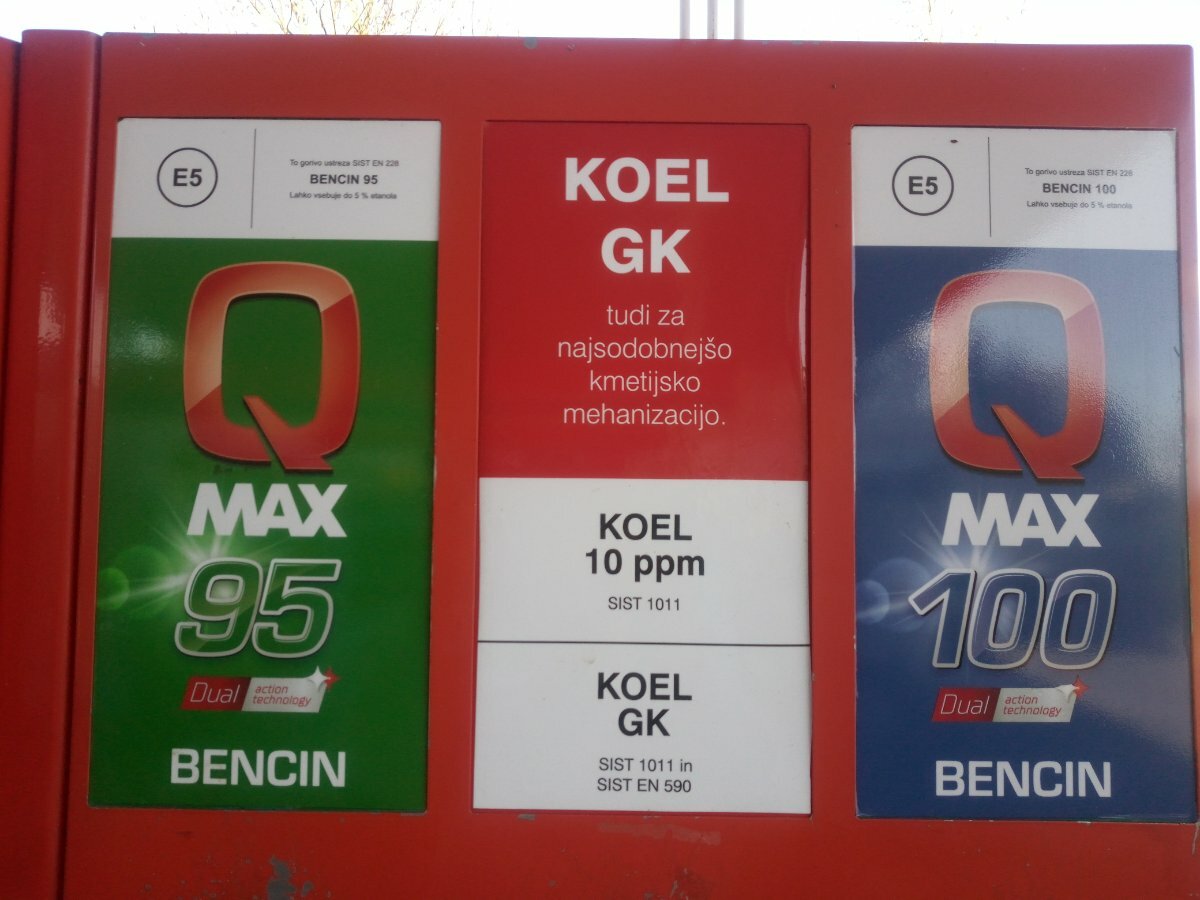 E5
To gorivo ustreza SIST EN 228
BENCIN 95
Lahko vsebuje do 5 % etanola
Q
MAX
95
Dual action
technology
BENCIN
KOEL
GK
tudi za
najsodobnejšo
kmetijsko
mehanizacijo.
KOEL
10 ppm
SIST 1011
KOEL
GK
SIST 1011 in
SIST EN 590
E5
To gorivo ustreza SIST EN 228
BENCIN 100
Lahko vsebuje do 5 % etanola
Q
MAX
100
Dual action
technology
BENCIN